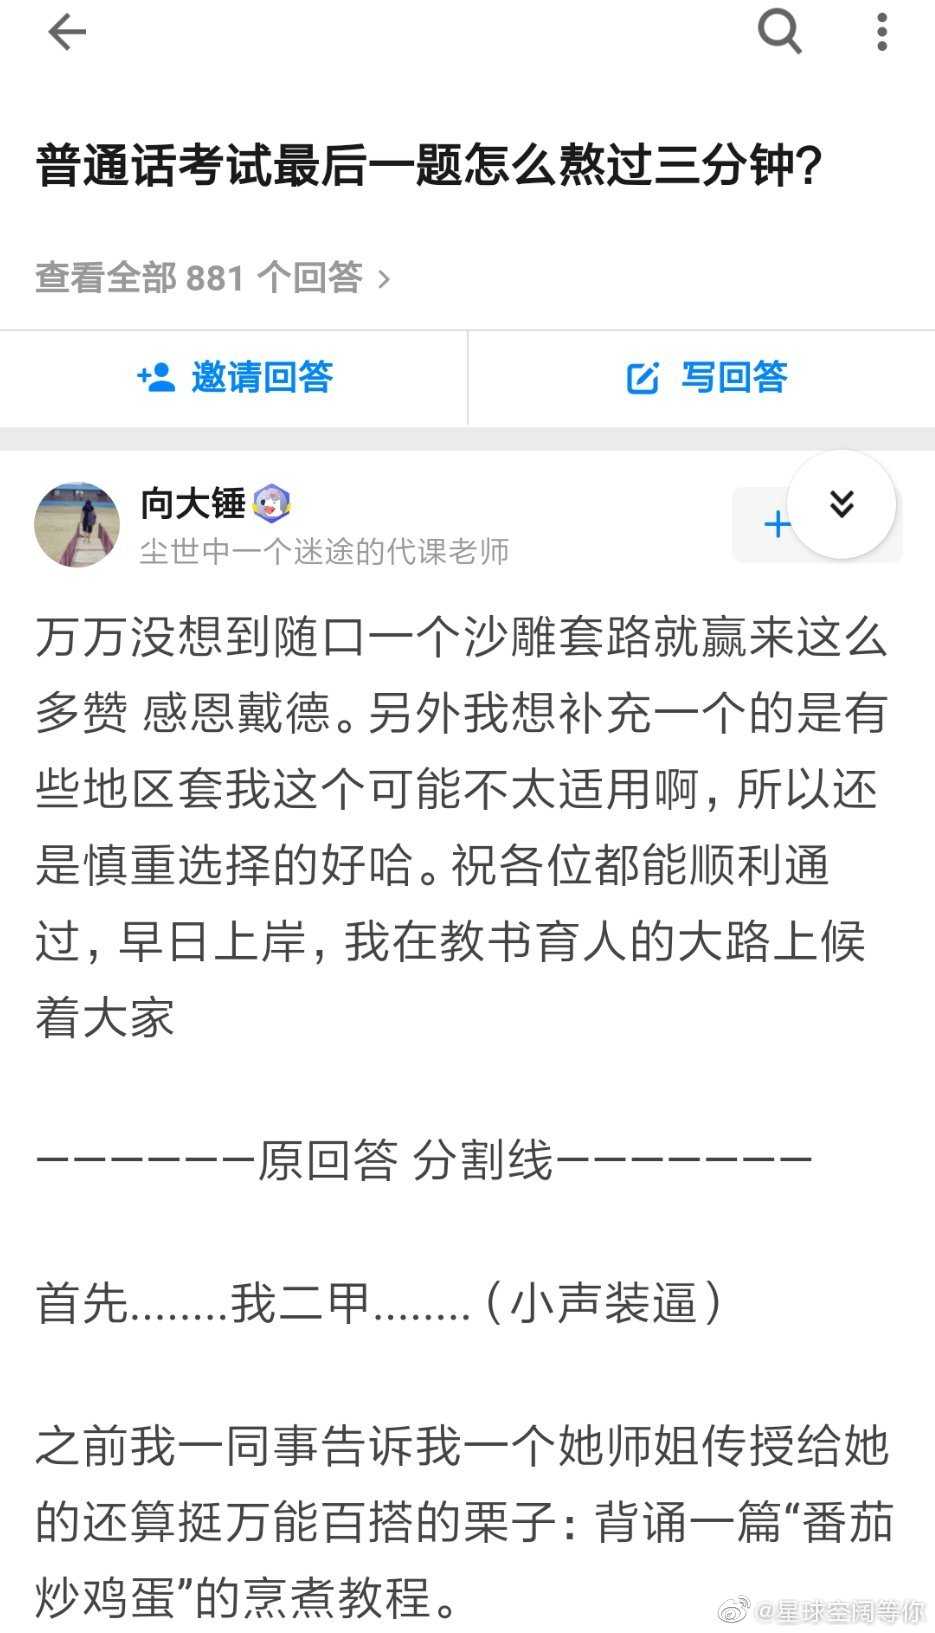 普通话考试最后一题怎么熬过三分钟?
查看全部 881 个回答 >
邀请回答
写回答
向大锤
尘世中一个迷途的代课老师
万万没想到随口一个沙雕套路就赢来这么
多赞 感恩戴德。另外我想补充一个的是有
些地区套我这个可能不太适用啊，所以还
是慎重选择的好哈。祝各位都能顺利通
过，早日上岸，我在教书育人的大路上候
着大家
———————原回答 分割线————————
首先........我二甲........（小声装逼）
之前我一同事告诉我一个她师姐传授给她
的还算挺万能百搭的栗子：背诵一篇“番茄
炒鸡蛋”的烹煮教程。
@星球空阔等你